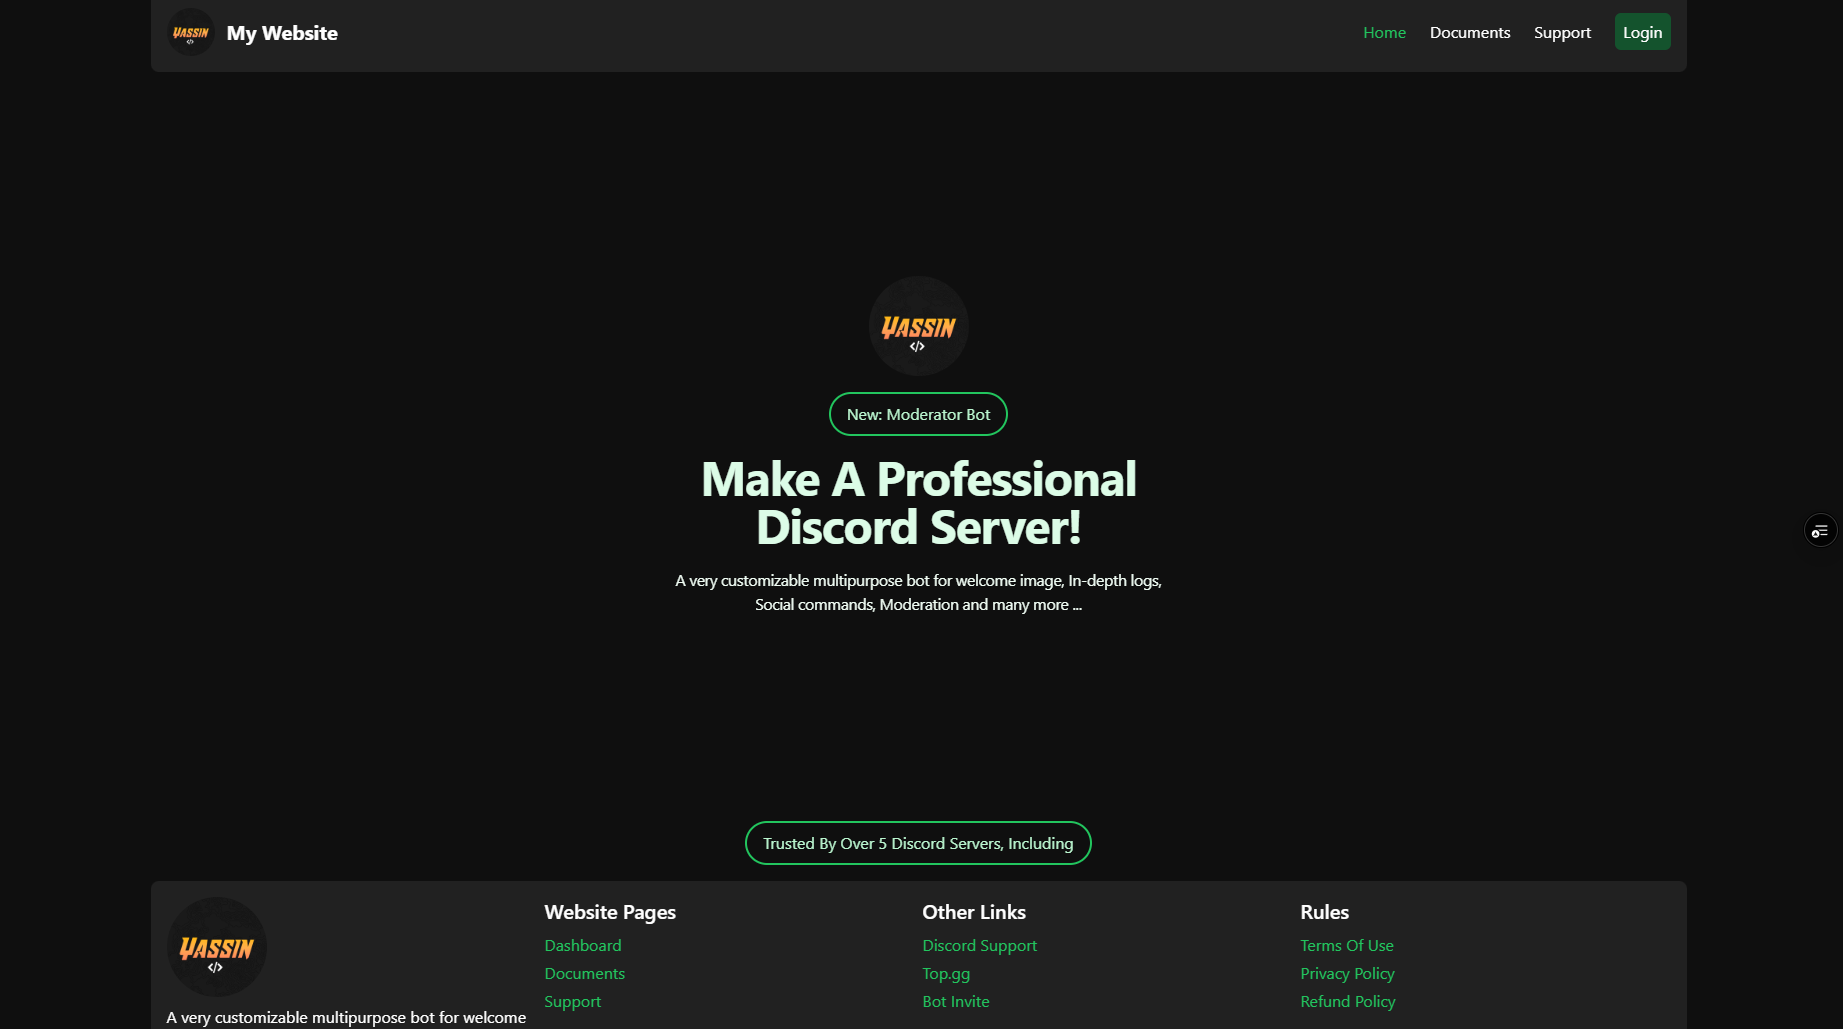 YASSIN
</>
My Website
Home
Documents
Support
Login
YASSIN
</>
New: Moderator Bot
Make A Professional
Discord Server!
A very customizable multipurpose bot for welcome image, In-depth logs,
Social commands, Moderation and many more ...
Trusted By Over 5 Discord Servers, Including
YASSIN
</>
A very customizable multipurpose bot for welcome
Website Pages
Dashboard
Documents
Support
Other Links
Discord Support
Top.gg
Bot Invite
Rules
Terms Of Use
Privacy Policy
Refund Policy